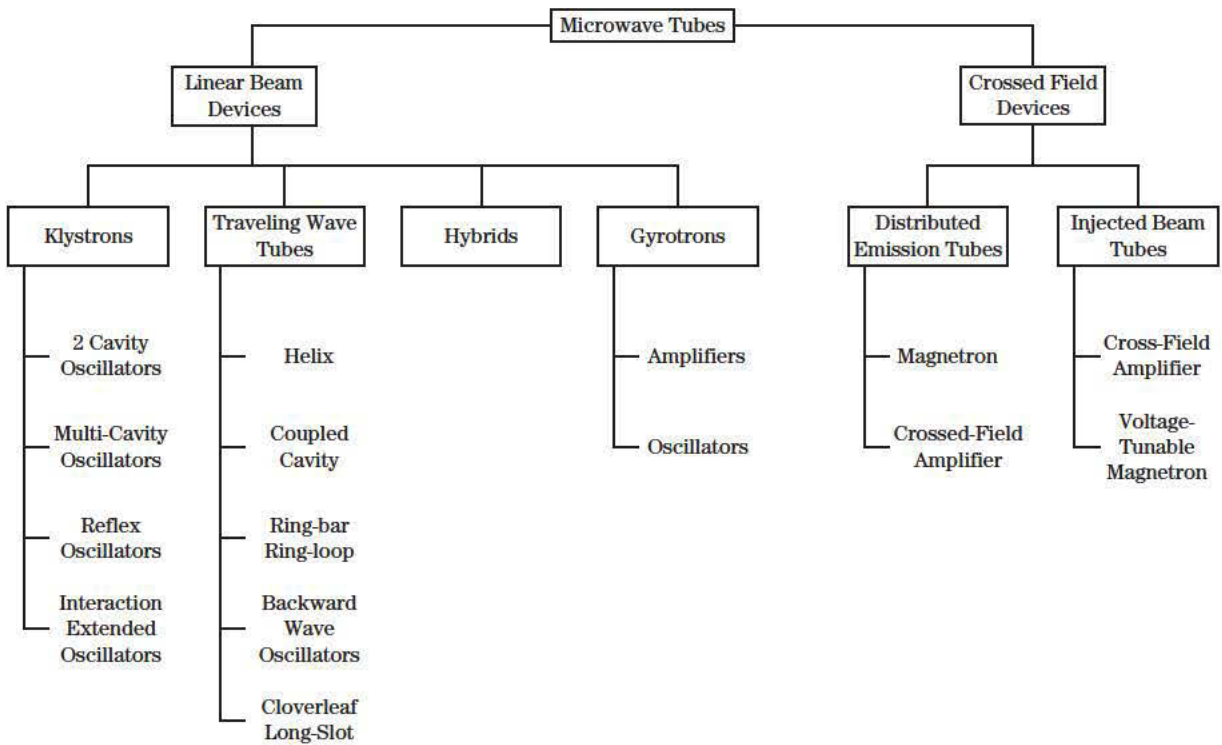 Microwave Tubes
Linear Beam
Devices
Crossed Field
Devices
Klystrons
Traveling Wave
Tubes
Hybrids
Gyrotrons
Distributed
Emission Tubes
Injected Beam
Tubes
2 Cavity
Oscillators
Multi-Cavity
Oscillators
Reflex
Oscillators
Interaction
Extended
Oscillators
Helix
Coupled
Cavity
Ring-bar
Ring-loop
Backward
Wave
Oscillators
Cloverleaf
Long-Slot
Amplifiers
Oscillators
Magnetron
Crossed-Field
Amplifier
Cross-Field
Amplifier
Voltage-
Tunable
Magnetron